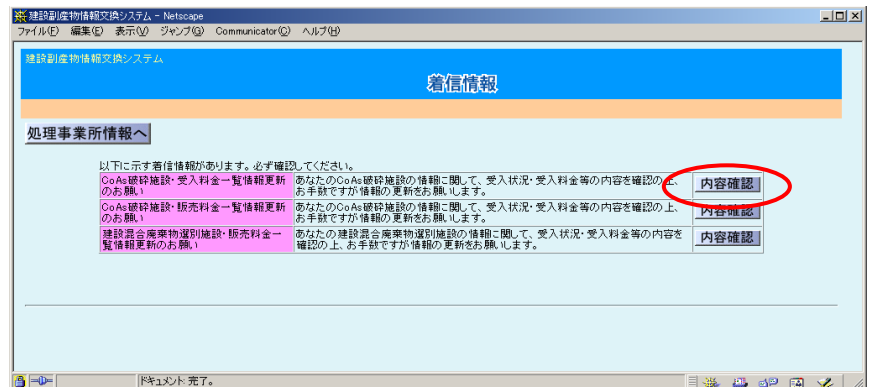 建設副産物情報交換システム - Netscape
ファイル(F) 編集(E) 表示(V) ジャンプ(G) Communicator(C) ヘルプ(H)
建設副産物情報交換システム
着信情報
処理事業所情報へ
以下に示す着信情報があります。必ず確認してください。
CoAs破砕施設・受入料金一覧情報更新
のお願い
あなたのCoAs破砕施設の情報に関して、受入状況・受入料金等の内容を確認の上、
お手数ですが情報の更新をお願いします。
内容確認
CoAs破砕施設・販売料金一覧情報更新
のお願い
あなたのCoAs破砕施設の情報に関して、受入状況・受入料金等の内容を確認の上、
お手数ですが情報の更新をお願いします。
内容確認
建設混合廃棄物選別施設・販売料金一
覧情報更新のお願い
あなたの建設混合廃棄物選別施設の情報に関して、受入状況・受入料金等の内容を
確認の上、お手数ですが情報の更新をお願いします。
内容確認
ドキュメント:完了。